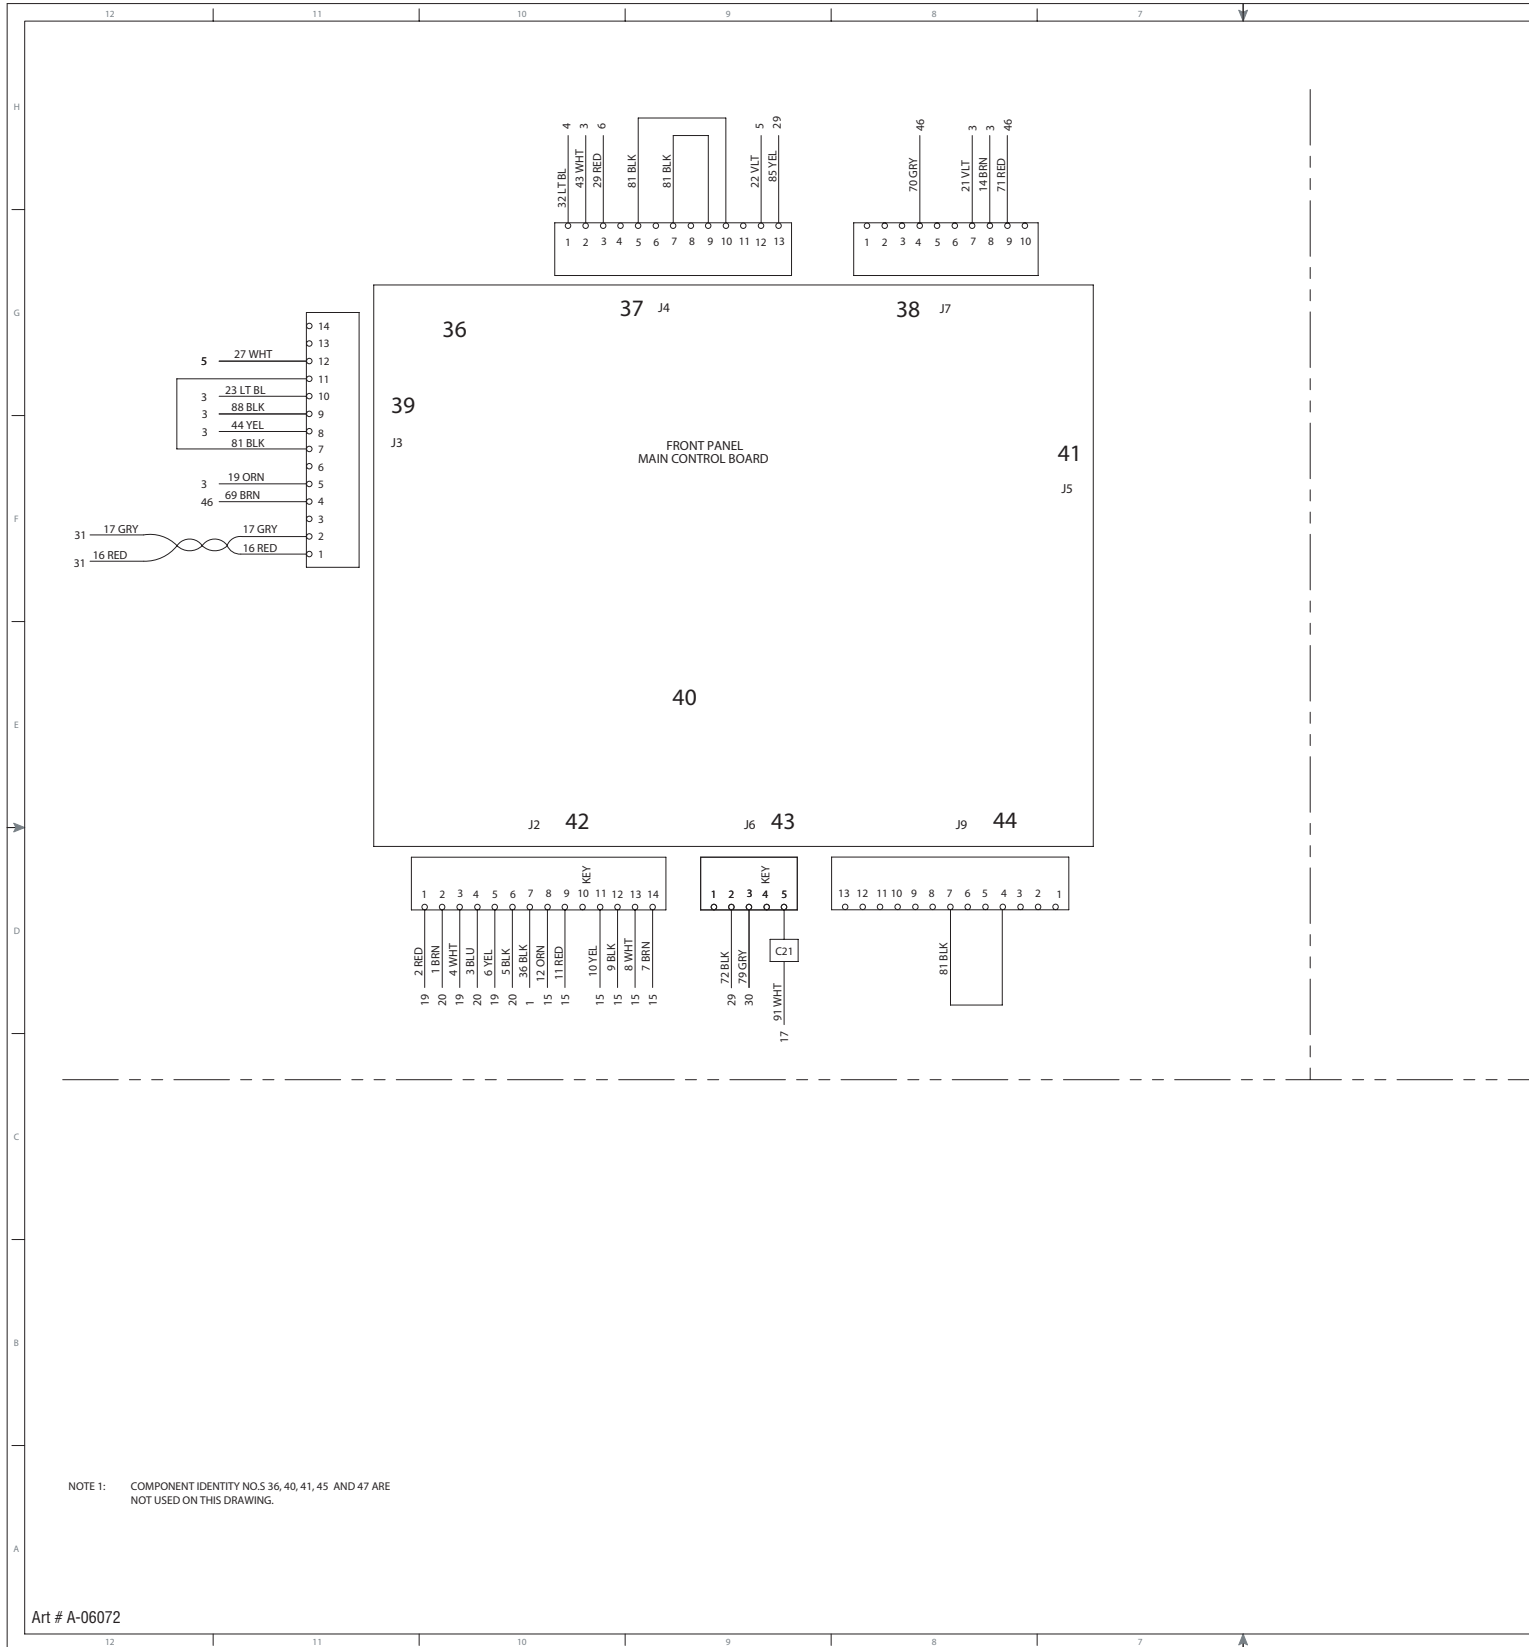 12 11 10 9 8 7
H
4 3 6 5 29 46 3 3 46
32 LT BL 43 WHT 29 RED 81 BLK 81 BLK 22 VLT 85 YEL 70 GRY 21 VLT 14 BRN 71 RED
1 2 3 4 5 6 7 8 9 10 11 12 13
1 2 3 4 5 6 7 8 9 10
G
37 J4
38 J7
36
14
13
5 27 WHT 12
11
3 23 LT BL 10
3 88 BLK 9
3 44 YEL 8
81 BLK 7
6
3 19 ORN 5
46 69 BRN 4
3
31 17 GRY 17 GRY 2
31 16 RED 16 RED 1
39
J3
FRONT PANEL
MAIN CONTROL BOARD
41
J5
F
40
E
J2 42
J6 43
J9 44
KEY
1 2 3 4 5 6 7 8 9 10 11 12 13 14
KEY
1 2 3 4 5
13 12 11 10 9 8 7 6 5 4 3 2 1
D
2 RED 1 BRN 4 WHT 3 BLU 6 YEL 5 BLK 36 BLK 12 ORN 11 RED 10 YEL 9 BLK 8 WHT 7 BRN
19 20 19 20 19 20 1 15 15 15 15 15 15
72 BLK 79 GRY C21
29 30
91 WHT
17
81 BLK
C
B
NOTE 1: COMPONENT IDENTITY NO.S 36, 40, 41, 45 AND 47 ARE
NOT USED ON THIS DRAWING.
A
Art # A-06072
12 11 10 9 8 7